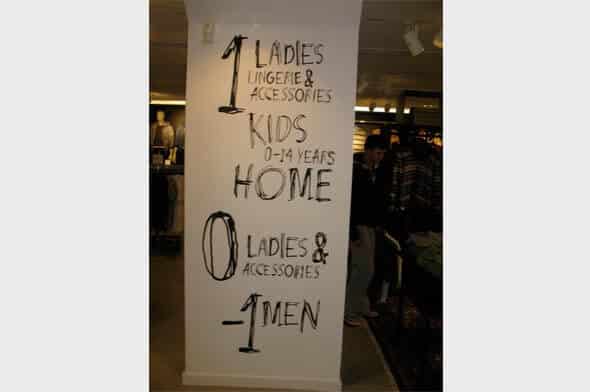 1 LADIES
LINGERIE &
ACCESSORIES
KIDS
0-14 YEARS
HOME
0 LADIES &
ACCESSORIES
-1 MEN